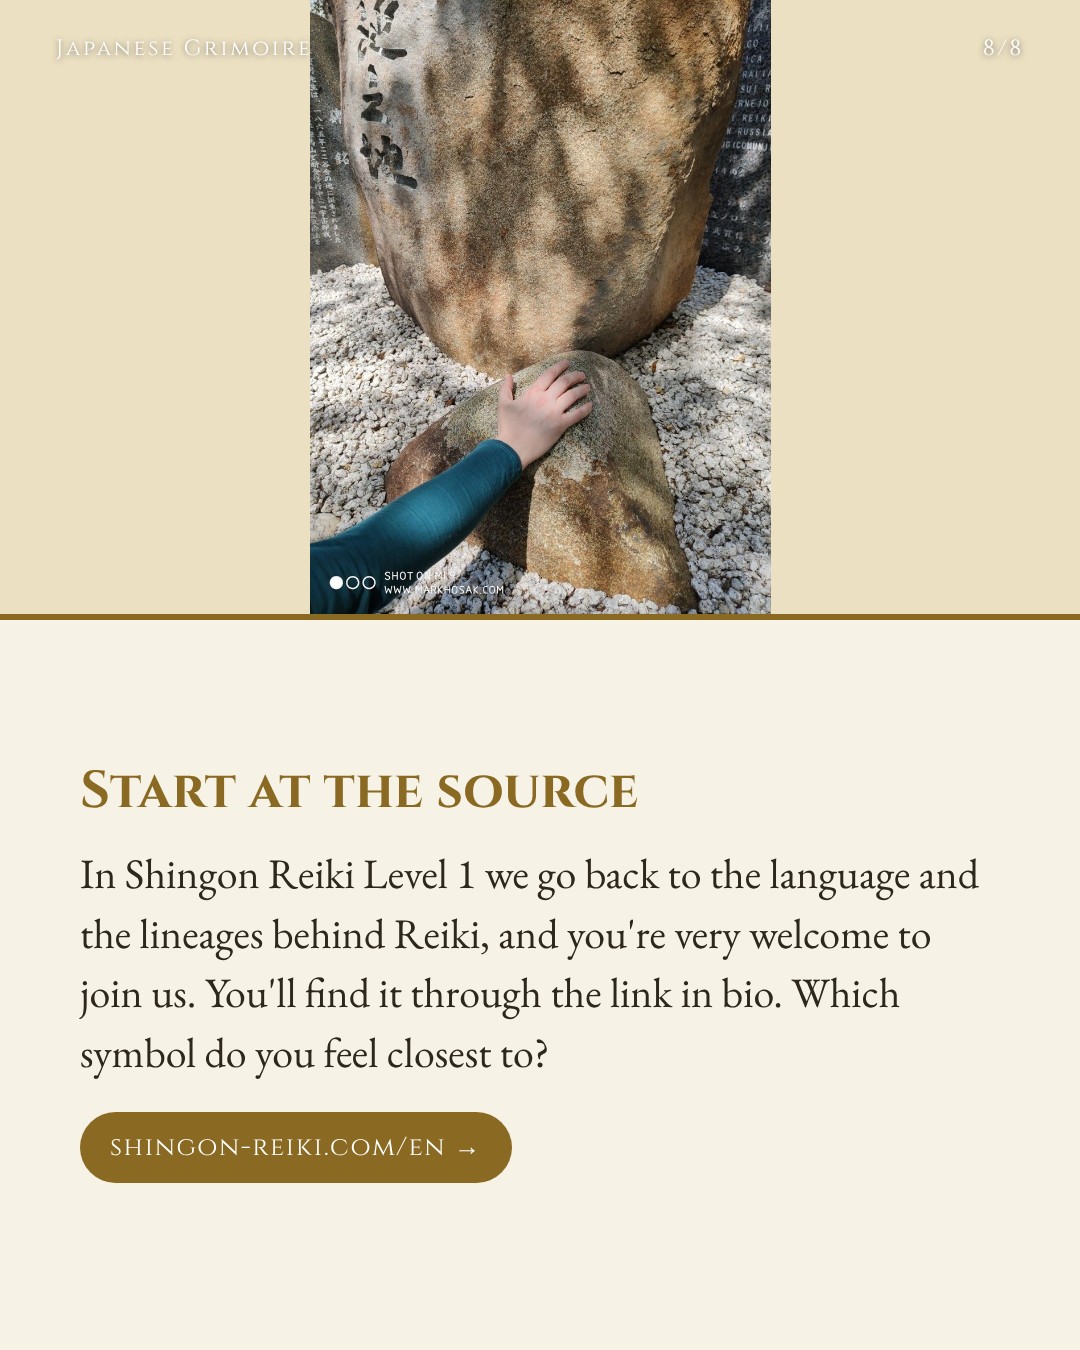 Japanese Grimoire
8/8
之地
SHOT ON MI 9
WWW.MARKHOSAK.COM
Start at the source
In Shingon Reiki Level 1 we go back to the language and
the lineages behind Reiki, and you're very welcome to
join us. You'll find it through the link in bio. Which
symbol do you feel closest to?
shingon-reiki.com/en →